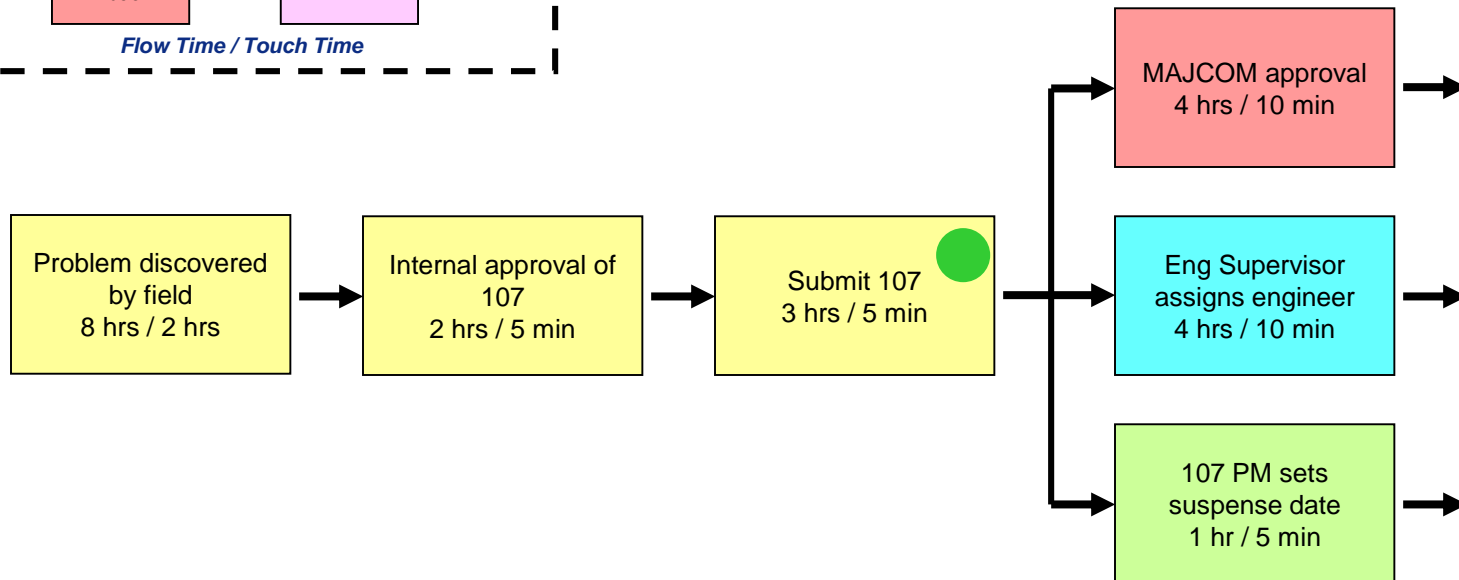 Flow Time / Touch Time
MAJCOM approval
4 hrs / 10 min
Problem discovered
by field
8 hrs / 2 hrs
Internal approval of
107
2 hrs / 5 min
Submit 107
3 hrs / 5 min
Eng Supervisor
assigns engineer
4 hrs / 10 min
107 PM sets
suspense date
1 hr / 5 min